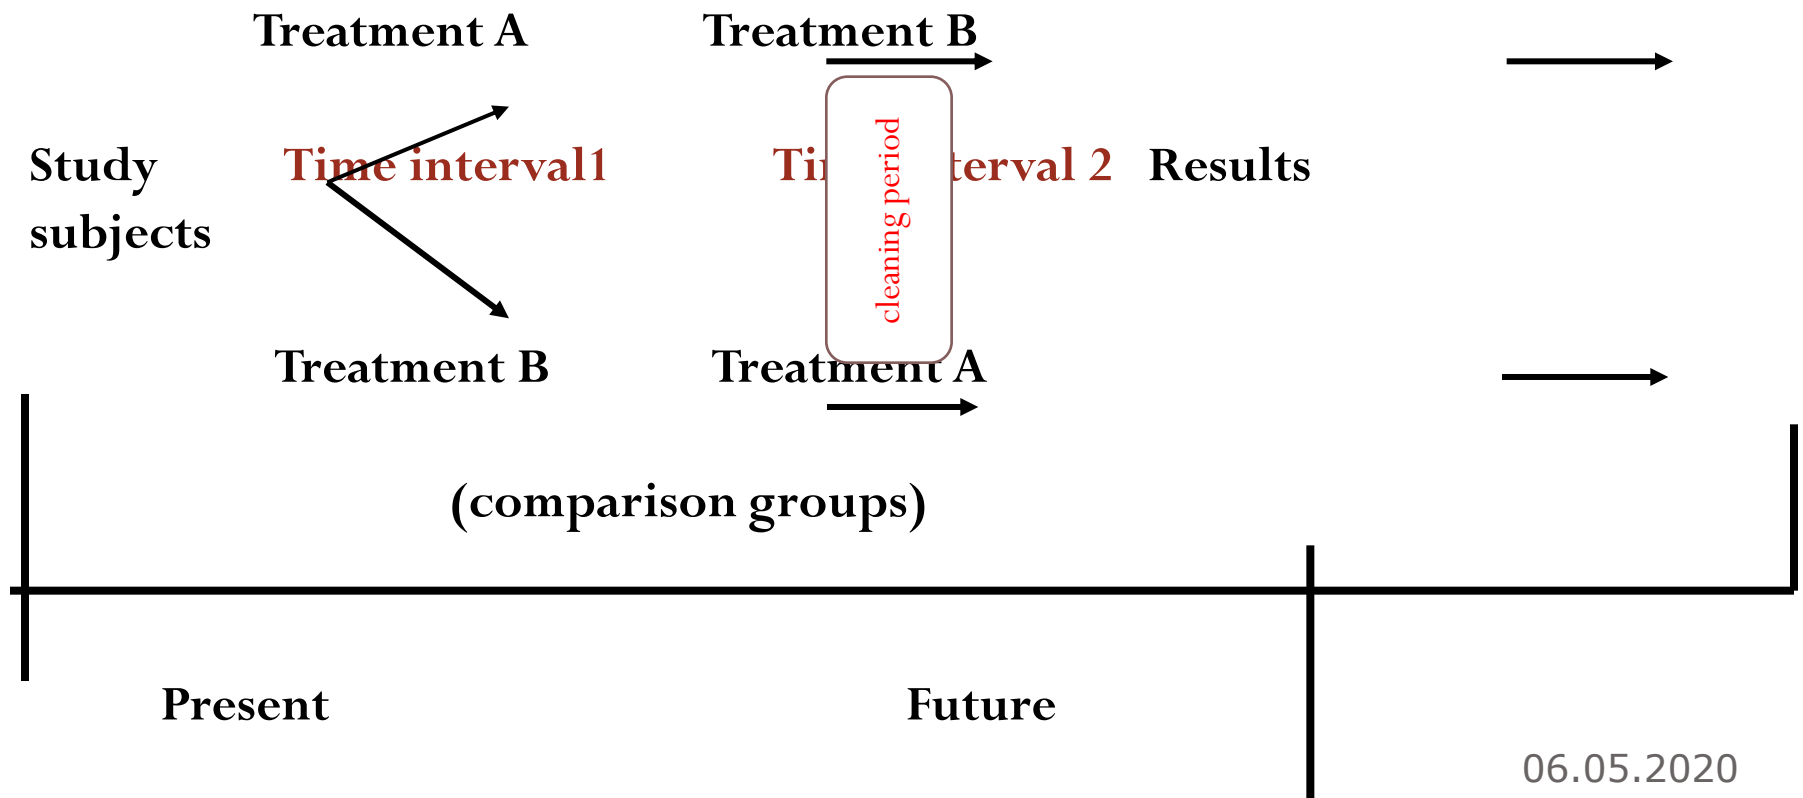 Treatment A Treatment B
Study subjects
Time interval1
terval 2
Results
cleaning period
Treatment B Treatment A
(comparison groups)
Present Future
06.05.2020